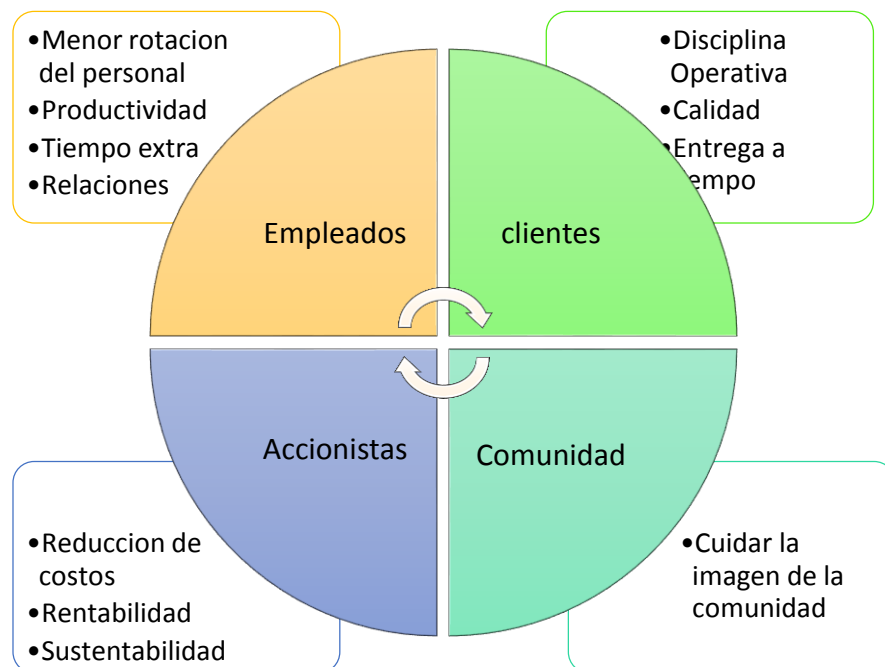 •Menor rotacion
del personal
•Productividad
•Tiempo extra
•Relaciones
•Disciplina
Operativa
•Calidad
•Entrega a
empo
Empleados
clientes
Accionistas
Comunidad
•Reduccion de
costos
•Rentabilidad
•Sustentabilidad
•Cuidar la
imagen de la
comunidad